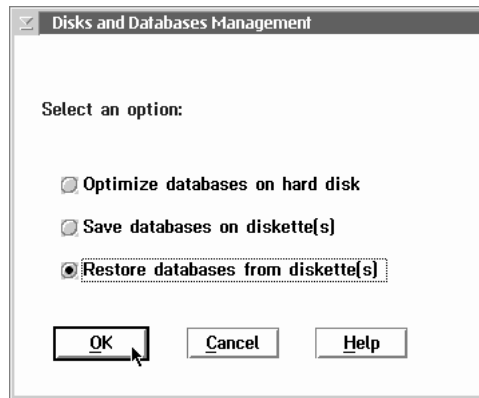 Disks and Databases Management
Select an option:
Optimize databases on hard disk
Save databases on diskette(s)
Restore databases from diskette(s)
OK Cancel Help